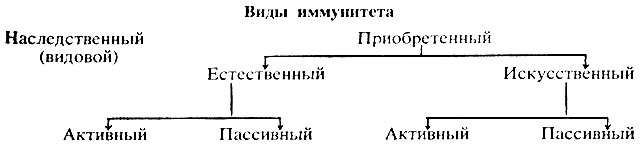 Виды иммунитета
Наследственный Приобретенный
(видовой)
Естественный Искусственный
Активный Пассивный Активный Пассивный